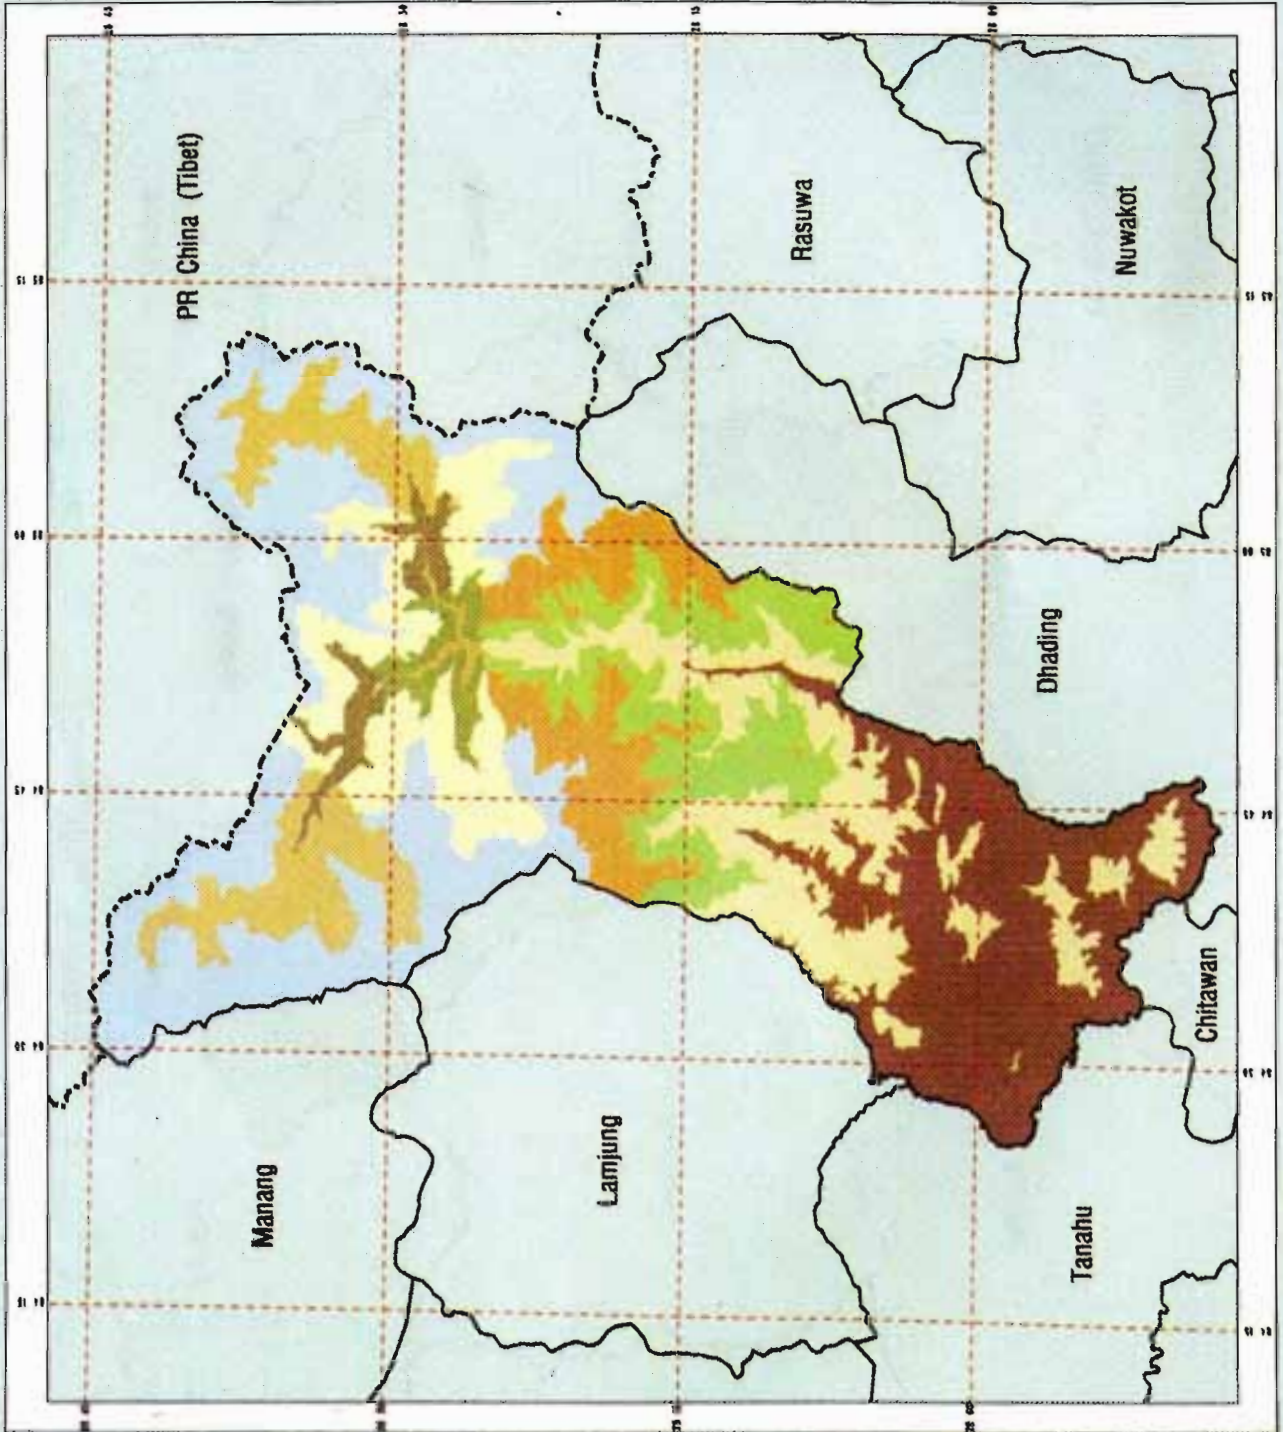 PR China (Tibet)
Rasuwa
Nuwakot
Dhading
Manang
Lamjung
Chitawan
Tanahu